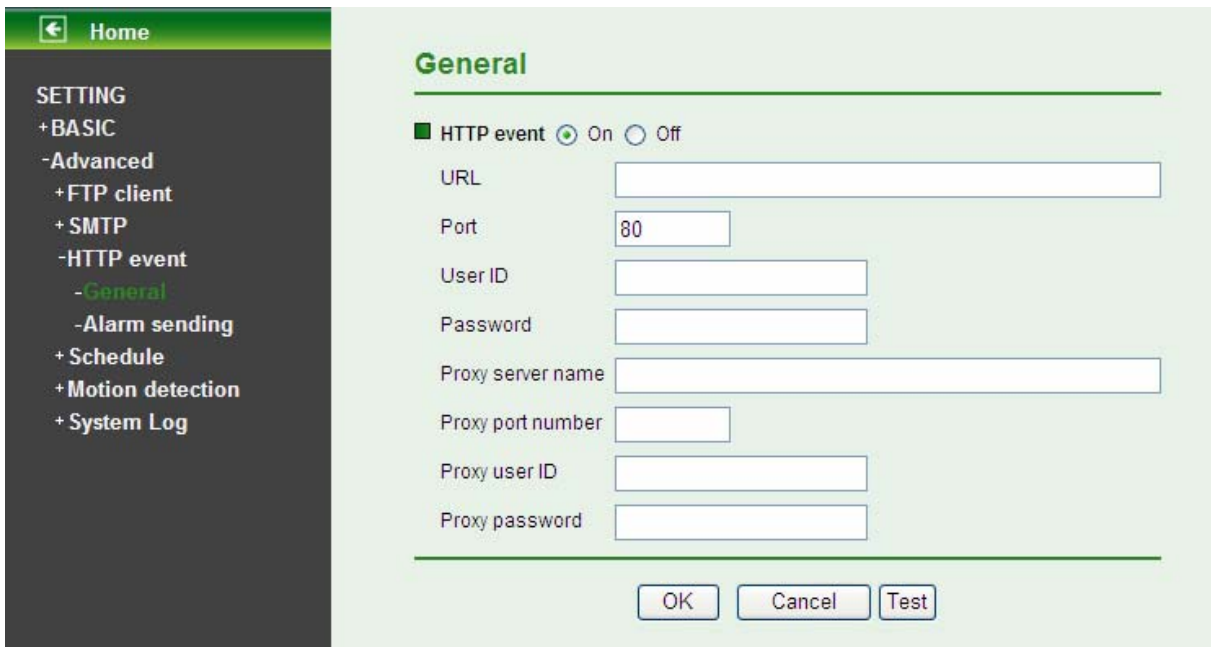 Home
SETTING
+BASIC
-Advanced
+FTP client
+SMTP
-HTTP event
-General
-Alarm sending
+Schedule
+Motion detection
+System Log
General
HTTP event On Off
URL
Port 80
User ID
Password
Proxy server name
Proxy port number
Proxy user ID
Proxy password
OK Cancel Test